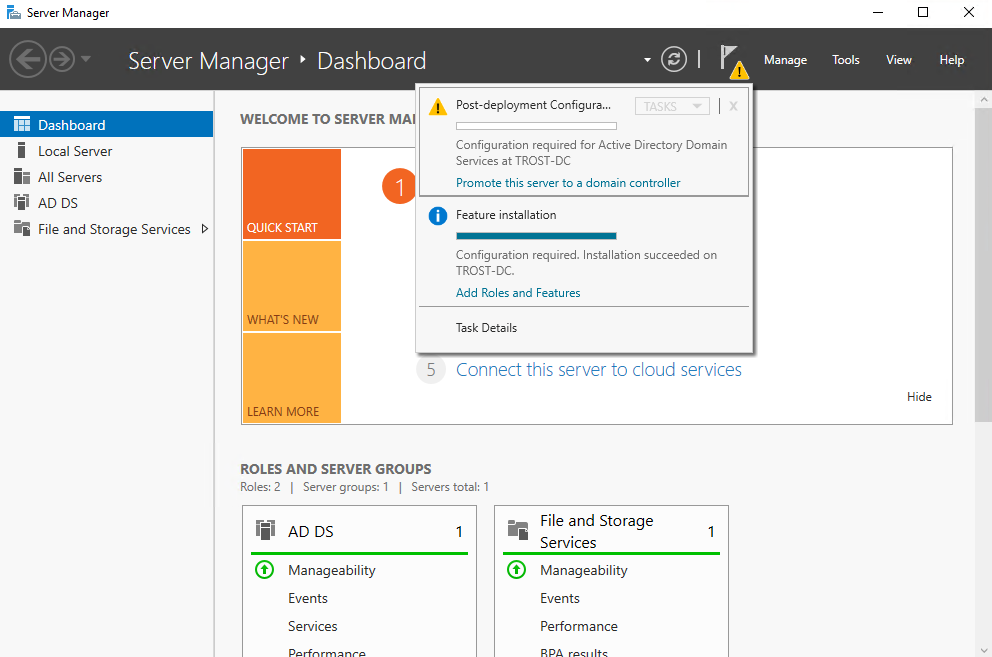 Server Manager
Server Manager ‣ Dashboard
Manage
Tools
View
Help
Dashboard
Local Server
All Servers
AD DS
File and Storage Services
WELCOME TO SERVER MA
QUICK START
WHAT'S NEW
LEARN MORE
1
Post-deployment Configura...
TASKS
X
Configuration required for Active Directory Domain
Services at TROST-DC
Promote this server to a domain controller
Feature installation
Configuration required. Installation succeeded on
TROST-DC.
Add Roles and Features
Task Details
5 Connect this server to cloud services
Hide
ROLES AND SERVER GROUPS
Roles: 2 | Server groups: 1 | Servers total: 1
AD DS 1
Manageability
Events
Services
Performance
File and Storage
Services 1
Manageability
Events
Performance
BPA results